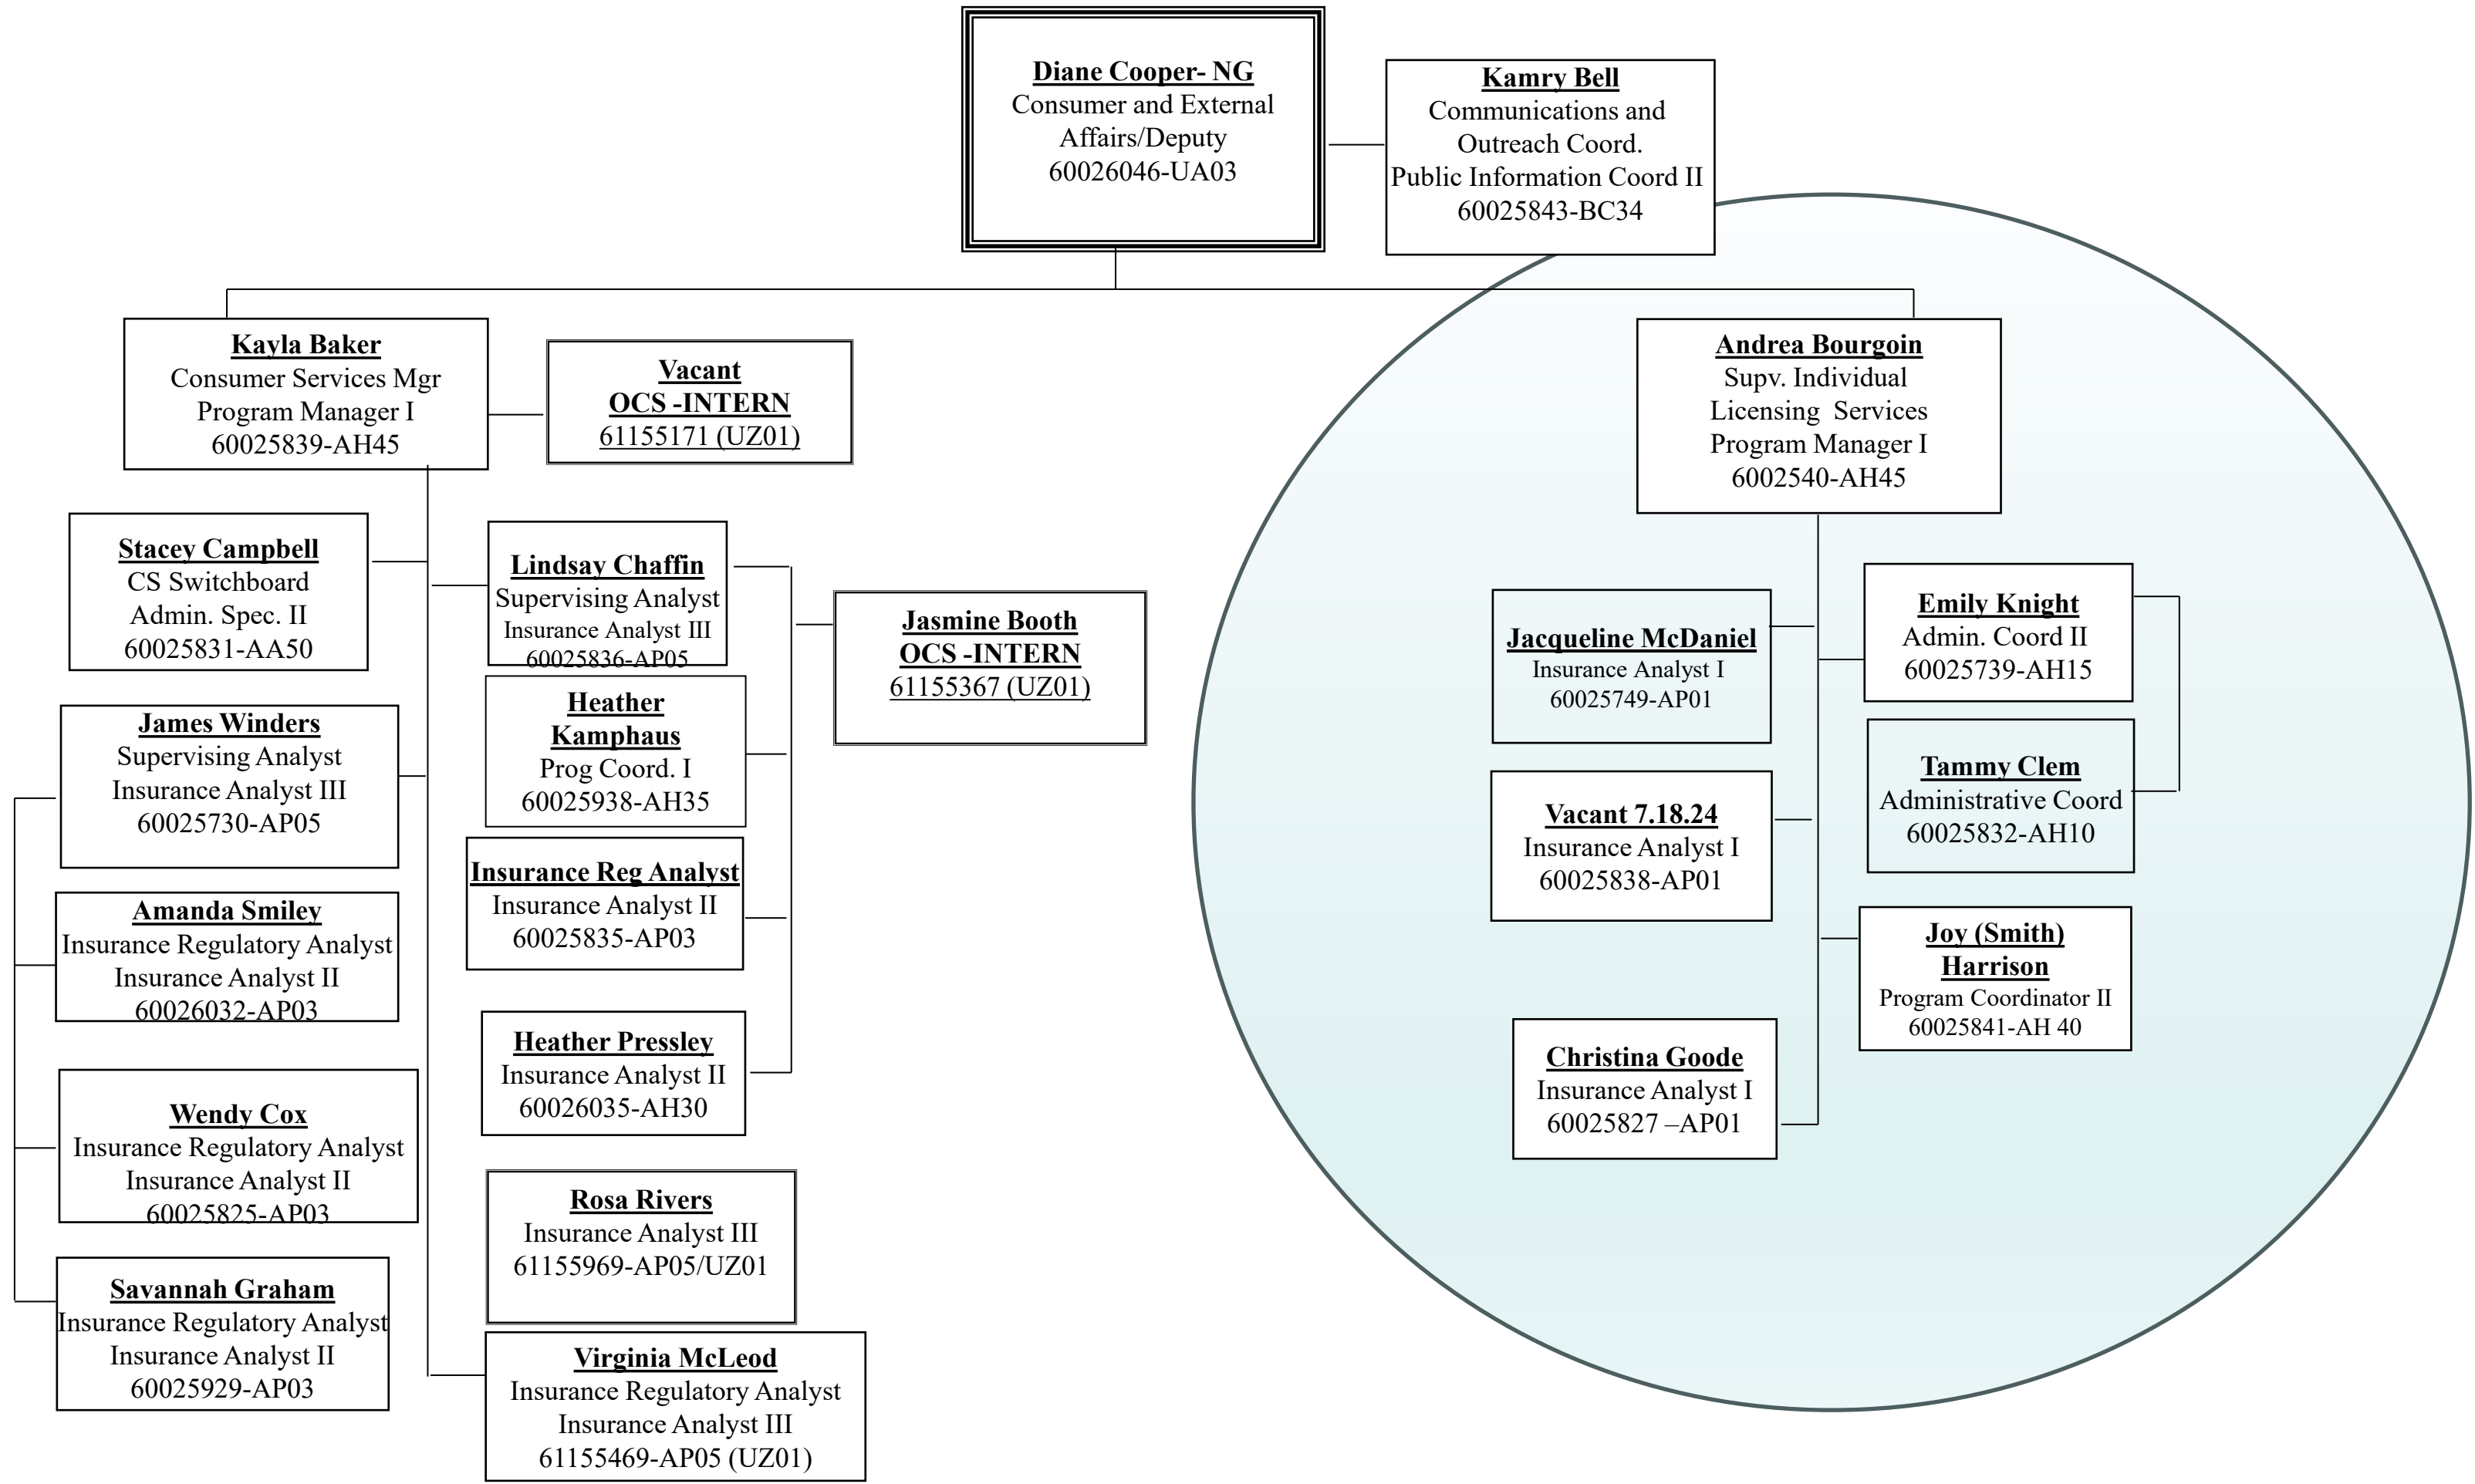 Diane Cooper- NG
Consumer and External
Affairs/Deputy
60026046-UA03
Kamry Bell
Communications and
Outreach Coord.
Public Information Coord II
60025843-BC34
Kayla Baker
Consumer Services Mgr
Program Manager I
60025839-AH45
Vacant
OCS -INTERN
61155171 (UZ01)
Andrea Bourgoin
Supv. Individual
Licensing  Services
Program Manager I
6002540-AH45
Stacey Campbell
CS Switchboard
Admin. Spec. II
60025831-AA50
Lindsay Chaffin
Supervising Analyst
Insurance Analyst III
60025836-AP05
Jasmine Booth
OCS -INTERN
61155367 (UZ01)
Heather
Kamphaus
Prog Coord. I
60025938-AH35
James Winders
Supervising Analyst
Insurance Analyst III
60025730-AP05
Insurance Reg Analyst
Insurance Analyst II
60025835-AP03
Amanda Smiley
Insurance Regulatory Analyst
Insurance Analyst II
60026032-AP03
Heather Pressley
Insurance Analyst II
60026035-AH30
Wendy Cox
Insurance Regulatory Analyst
Insurance Analyst II
60025825-AP03
Rosa Rivers
Insurance Analyst III
61155969-AP05/UZ01
Savannah Graham
Insurance Regulatory Analyst
Insurance Analyst II
60025929-AP03
Virginia McLeod
Insurance Regulatory Analyst
Insurance Analyst III
61155469-AP05 (UZ01)
Jacqueline McDaniel
Insurance Analyst I
60025749-AP01
Emily Knight
Admin. Coord II
60025739-AH15
Tammy Clem
Administrative Coord
60025832-AH10
Vacant 7.18.24
Insurance Analyst I
60025838-AP01
Joy (Smith)
Harrison
Program Coordinator II
60025841-AH 40
Christina Goode
Insurance Analyst I
60025827 –AP01